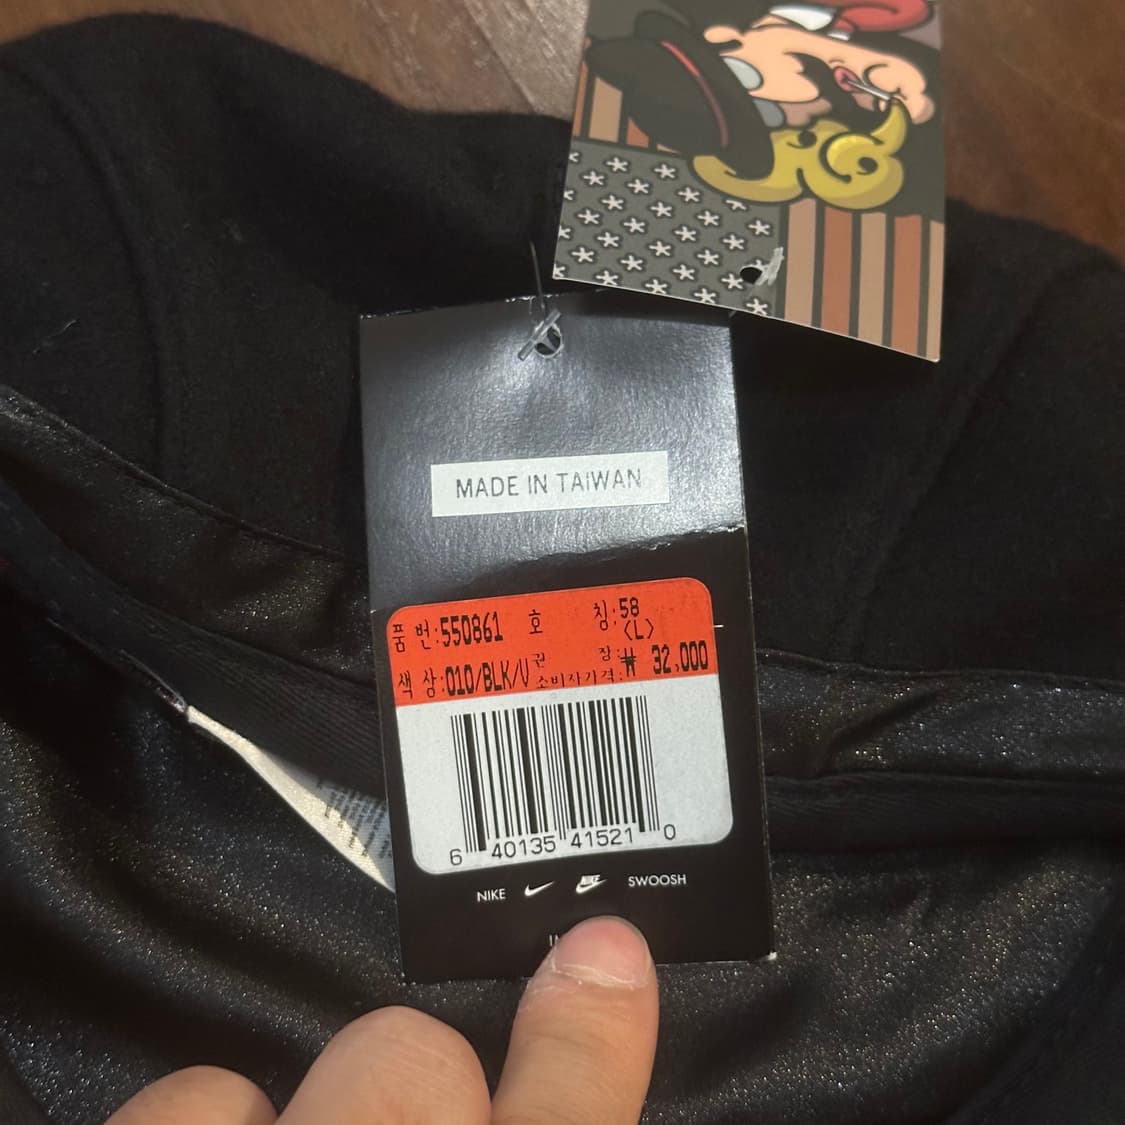 MADE IN TAIWAN
품 번:550861 호 칭:58
<L>
색 상:010/BLK/V 권 장:₩ 32,000
소비자가격:
6 40135 41521 0
NIKE NIKE SWOOSH